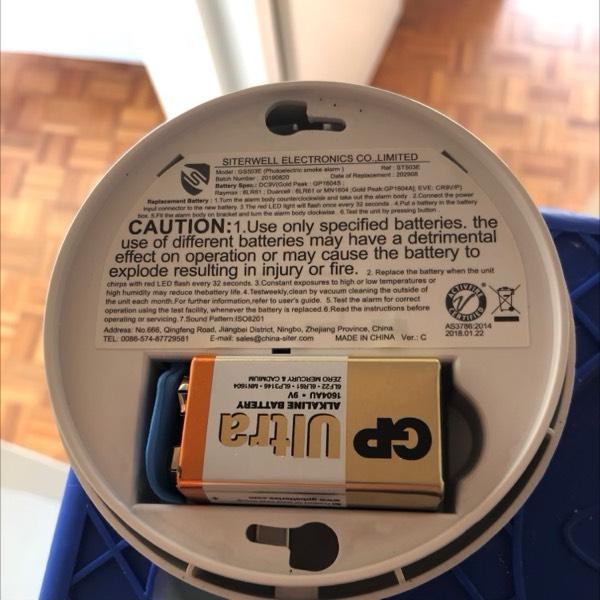 SITERWELL ELECTRONICS CO.,LIMITED
Model : GS503E (Photoelectric smoke alarm) Ref : ST503E
Batch Number : 20190820 Date of Replacement : 202908
Battery Spec.: DC9V(Gold Peak : GP1604S ;
Raymax : 6LR61 ; Duarcell : 6LR61 or MN1604 ;Gold Peak:GP1604A; EVE: CR9V/P)
Replacement Battery : 1.Turn the alarm body counterclockwise and take out the alarm body . 2.Connect the power
input connector to the new battery. 3.The red LED light will flash once every 32 seconds .4.Put a battery in the battery
box. 5.Fit the alarm body on bracket and turn the alarm body clockwise . 6.Test the unit by pressing button .
CAUTION:1.Use only specified batteries. the
use of different batteries may have a detrimental
effect on operation or may cause the battery to
explode resulting in injury or fire. 2. Replace the battery when the unit
chirps with red LED flash every 32 seconds. 3.Constant exposures to high or low temperatures or
high humidity may reduce thebattery life. 4.Testweekly,clean by vacuum cleaning the outside of
the unit each month.For further information,refer to user's guide. 5.Test the alarm for correct
operation using the test facility, whenever the battery is replaced.6.Read the instructions before
operating or servicing. 7.Sound Pattern:ISO8201
ACTIVFIRE
CERTIFIED
AS3786:2014
2018.01.22
Address: No.666, Qingfeng Road, Jiangbei District, Ningbo, Zhejiang Province, China
TEL: 0086-574-87729581 E-mail: sales@china-siter.com MADE IN CHINA Ver.: C
GP
Ultra
ALKALINE BATTERY
1604AU • 9V
6LF22 • 6LR61 • 6LP3146 • MN1604
ZERO MERCURY & CADMIUM
www.gpbatteries.com